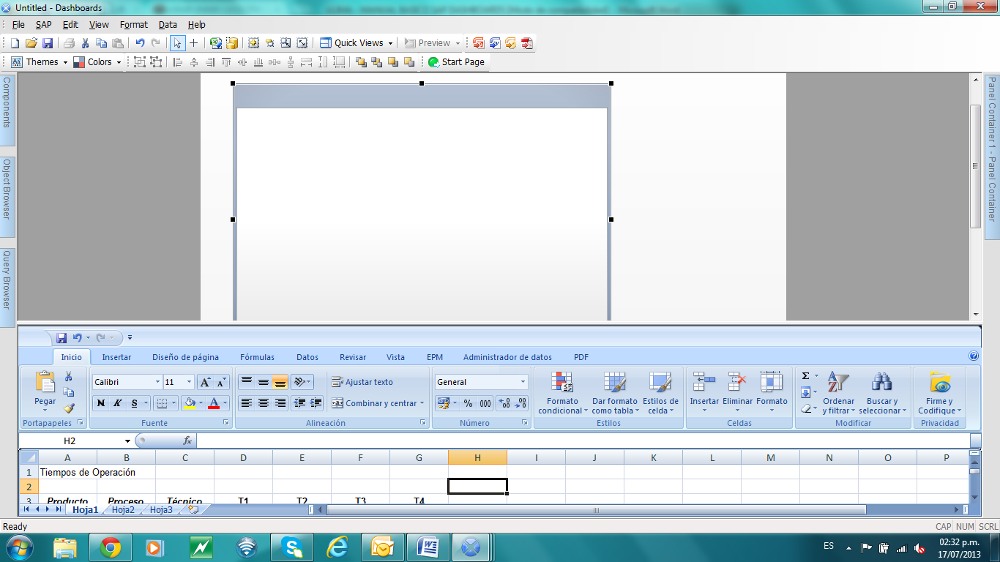 Untitled - Dashboards
File SAP Edit View Format Data Help
Quick Views Preview
Themes Colors Start Page
Components
Object Browser
Query Browser
Panel Container 1 - Panel Container
Inicio Insertar Diseño de página Fórmulas Datos Revisar Vista EPM Administrador de datos PDF
Calibri 11 Ajustar texto General
Pegar N K S A Combinar y centrar % 000 Formato condicional Dar formato como tabla Estilos de celda Insertar Eliminar Formato Σ Ordenar y filtrar Buscar y seleccionar Firme y Codifique
Portapapeles Fuente Alineación Número Estilos Celdas Modificar Privacidad
H2 fx
A B C D E F G H I J K L M N O P
1 Tiempos de Operación
2
3 Producto Proceso Técnico T1 T2 T3 T4
Hoja1 Hoja2 Hoja3
Ready CAP NUM SCRL
ES 02:32 p.m.
17/07/2013